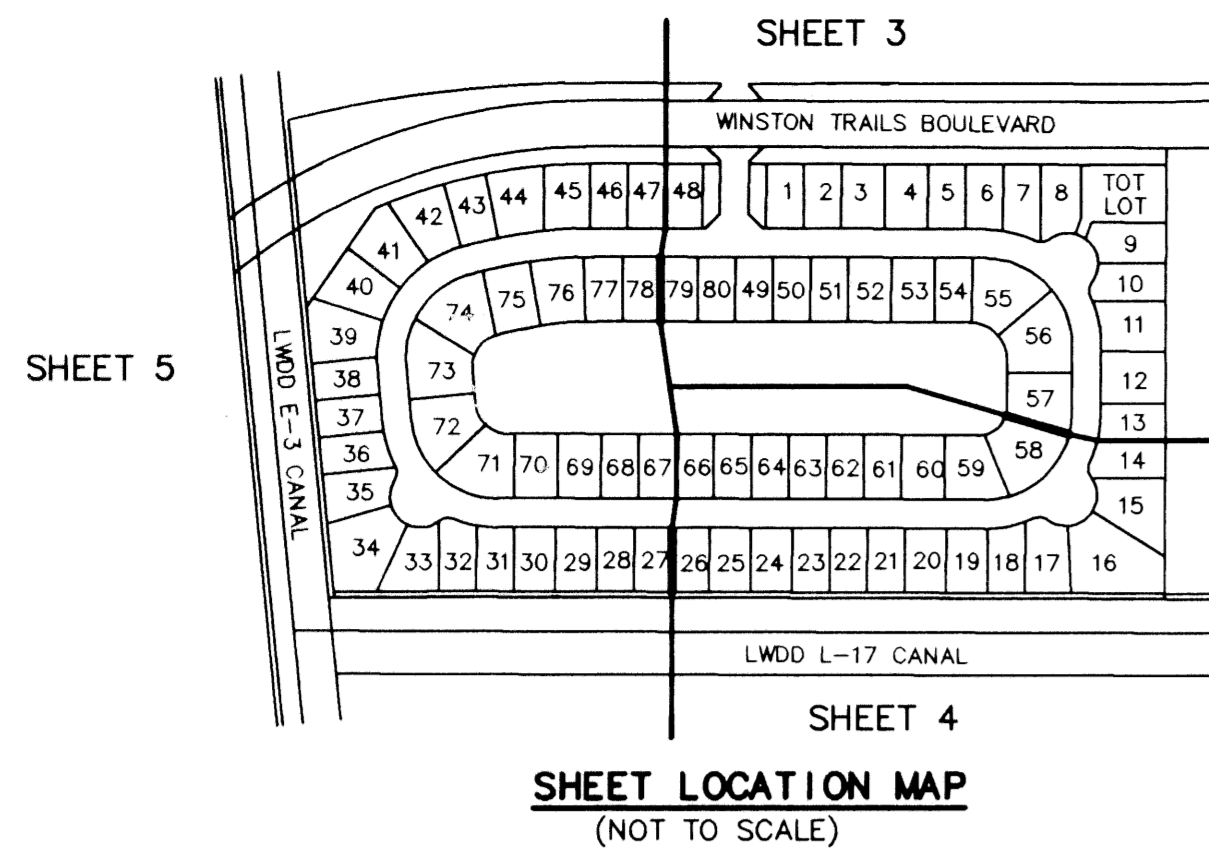 SHEET 3
WINSTON TRAILS BOULEVARD
44 45 46 47 48 1 2 3 4 5 6 7 8 TOT
LOT
43
42
41
40
39
38
37
36
35
34
9
10
11
12
13
14
15
16
74 75 76 77 78 79 80 49 50 51 52 53 54 55
56
57
58
73
72
71 70 69 68 67 66 65 64 63 62 61 60 59
33 32 31 30 29 28 27 26 25 24 23 22 21 20 19 18 17
SHEET 5
LWDD E-3 CANAL
LWDD L-17 CANAL
SHEET 4
SHEET LOCATION MAP
(NOT TO SCALE)